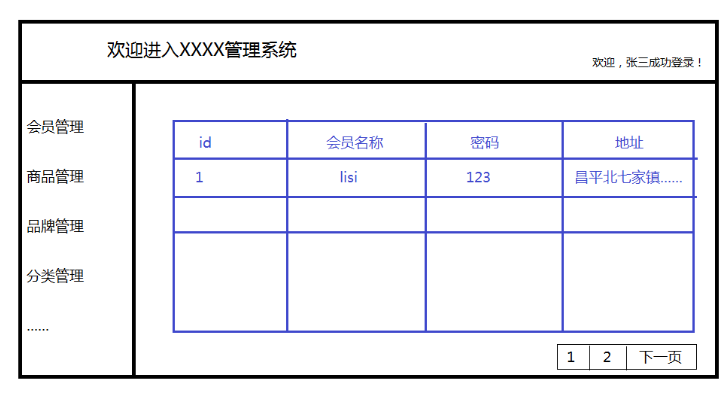 欢迎进入XXXX管理系统
欢迎，张三成功登录！
会员管理
商品管理
品牌管理
分类管理
......
id 会员名称 密码 地址
1 lisi 123 昌平北七家镇......
1 2 下一页